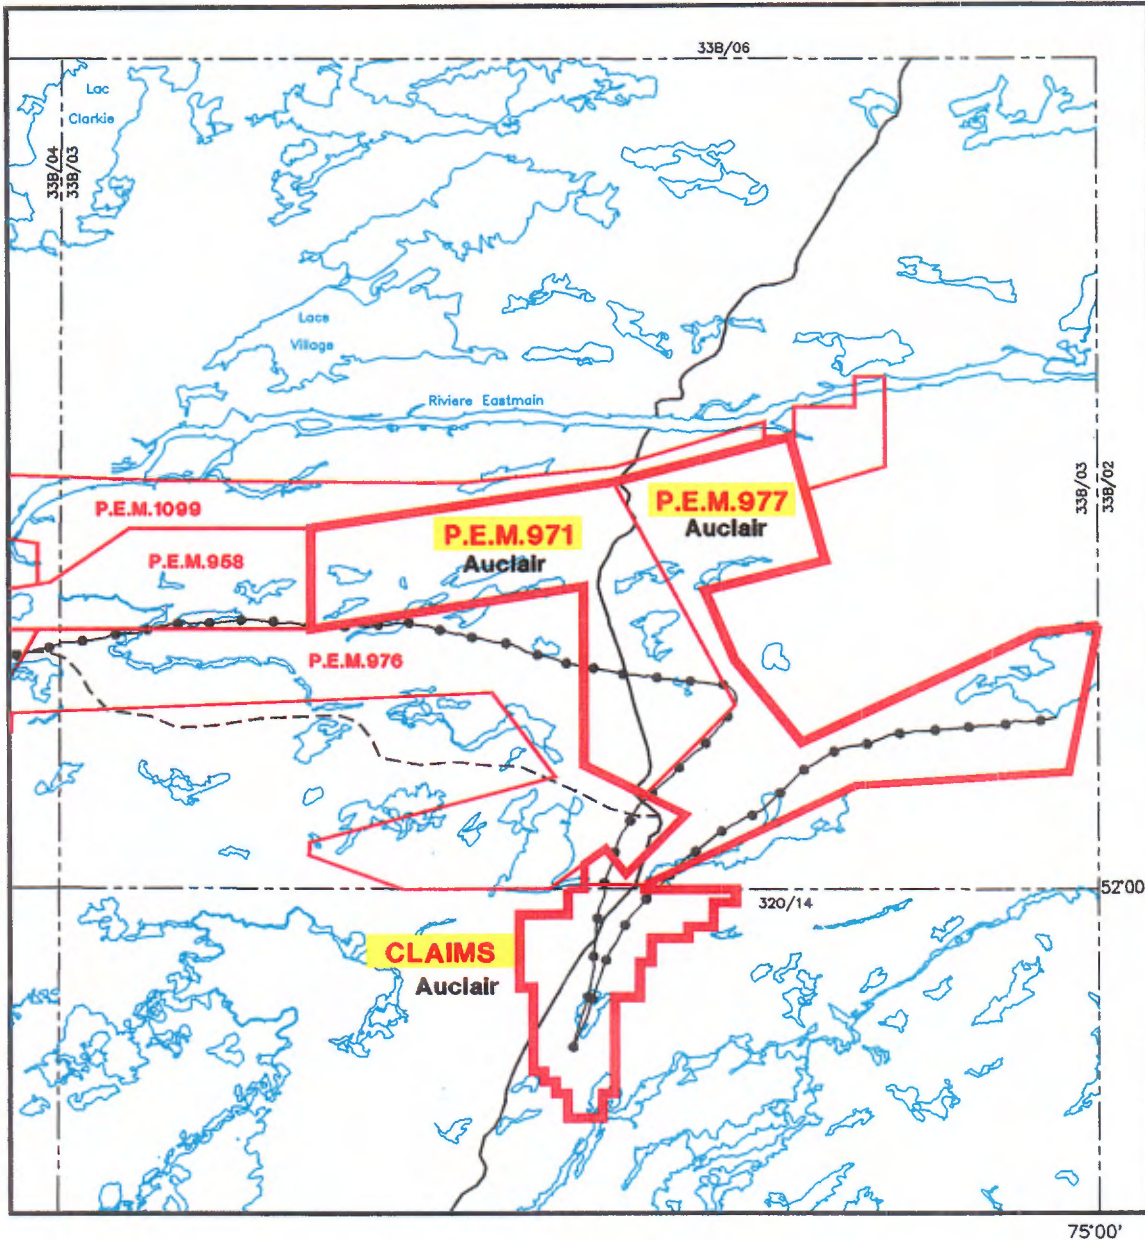 33B/06
Lac
Clarkie
33B/04
33B/03
Lacs
Village
Riviere Eastmain
33B/03
33B/02
P.E.M.1099
P.E.M.977
Auclair
P.E.M.971
Auclair
P.E.M.958
P.E.M.976
52°00
320/14
CLAIMS
Auclair
75°00'